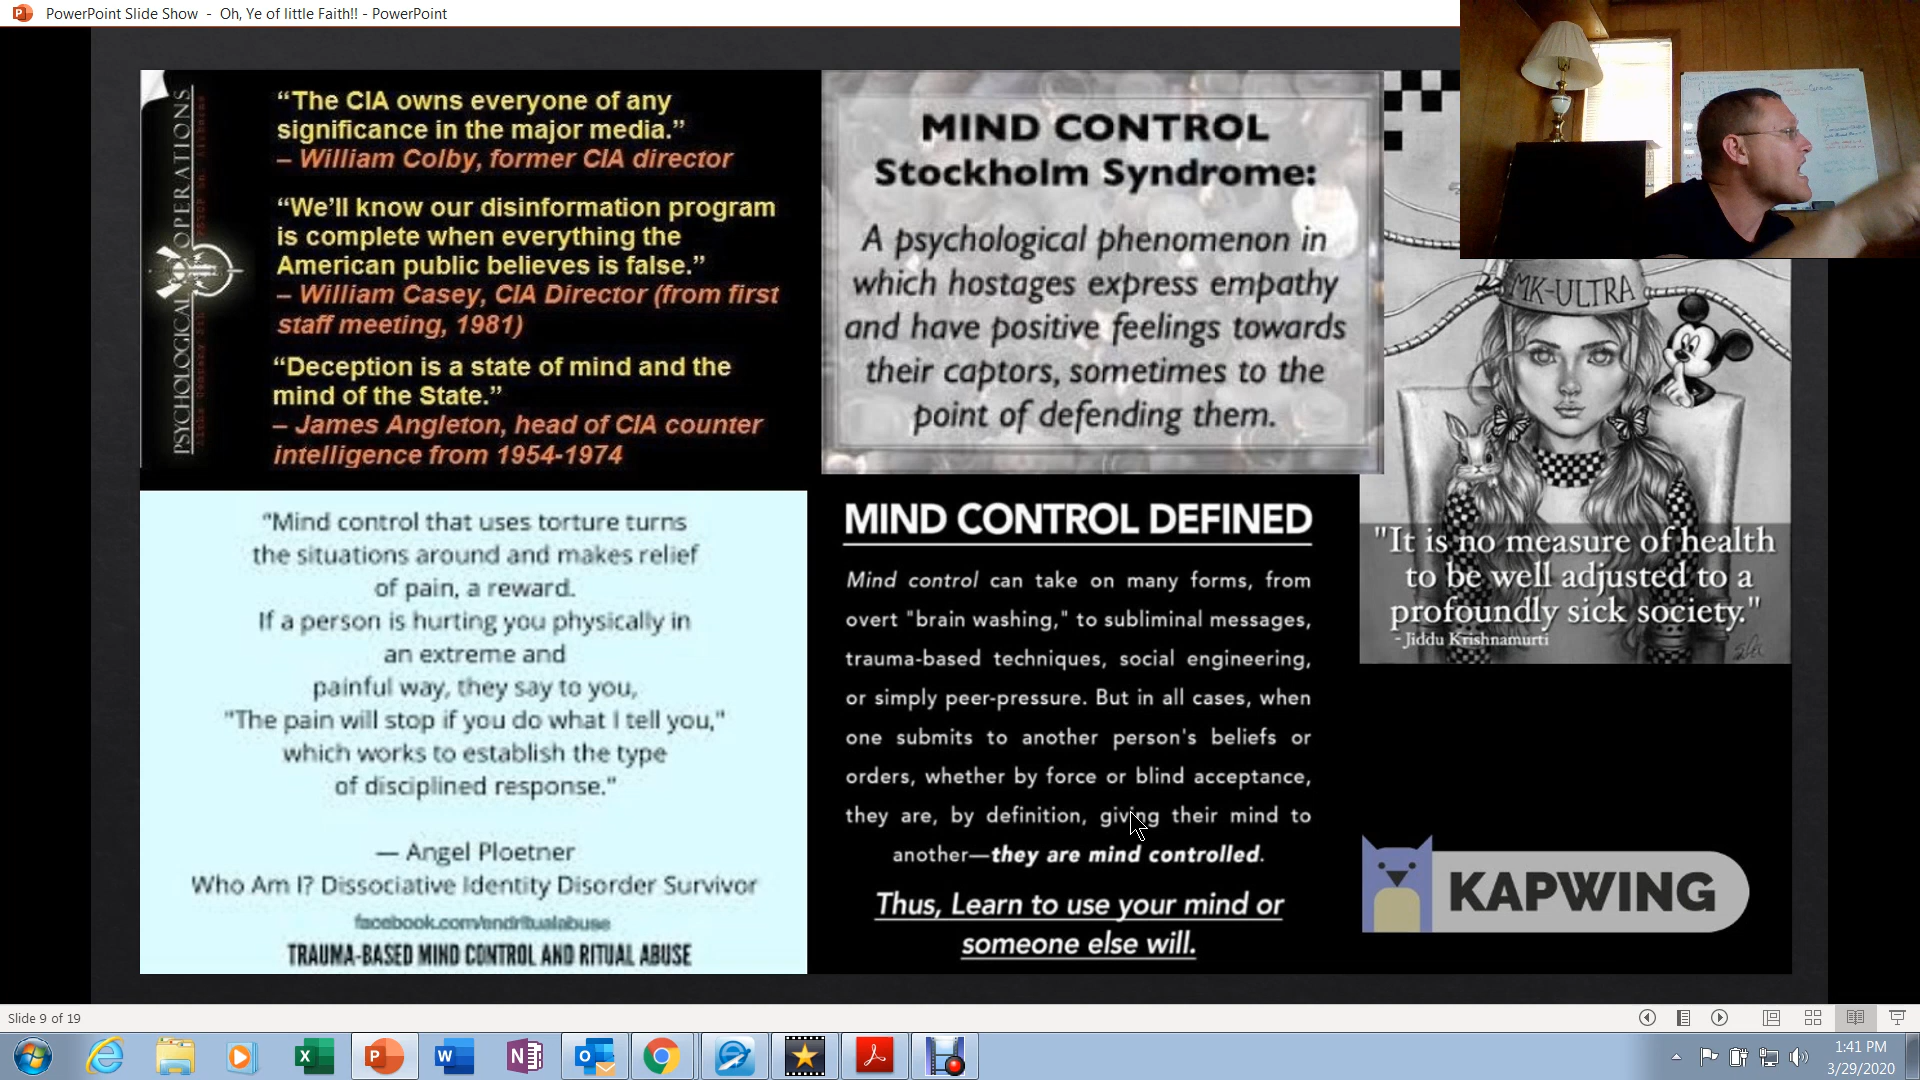 PowerPoint Slide Show - Oh, Ye of little Faith!! - PowerPoint
PSYCHOLOGICAL OPERATIONS
“The CIA owns everyone of any
significance in the major media.”
– William Colby, former CIA director
“We’ll know our disinformation program
is complete when everything the
American public believes is false.”
– William Casey, CIA Director (from first
staff meeting, 1981)
“Deception is a state of mind and the
mind of the State.”
– James Angleton, head of CIA counter
intelligence from 1954-1974
MIND CONTROL
Stockholm Syndrome:
A psychological phenomenon in
which hostages express empathy
and have positive feelings towards
their captors, sometimes to the
point of defending them.
MK-ULTRA
"It is no measure of health
to be well adjusted to a
profoundly sick society."
- Jiddu Krishnamurti
"Mind control that uses torture turns
the situations around and makes relief
of pain, a reward.
If a person is hurting you physically in
an extreme and
painful way, they say to you,
"The pain will stop if you do what I tell you,"
which works to establish the type
of disciplined response."
— Angel Ploetner
Who Am I? Dissociative Identity Disorder Survivor
facebook.com/endritualabuse
TRAUMA-BASED MIND CONTROL AND RITUAL ABUSE
MIND CONTROL DEFINED
Mind control can take on many forms, from
overt "brain washing," to subliminal messages,
trauma-based techniques, social engineering,
or simply peer-pressure. But in all cases, when
one submits to another person's beliefs or
orders, whether by force or blind acceptance,
they are, by definition, giving their mind to
another—they are mind controlled.
Thus, Learn to use your mind or
someone else will.
KAPWING
Slide 9 of 19
1:41 PM
3/29/2020